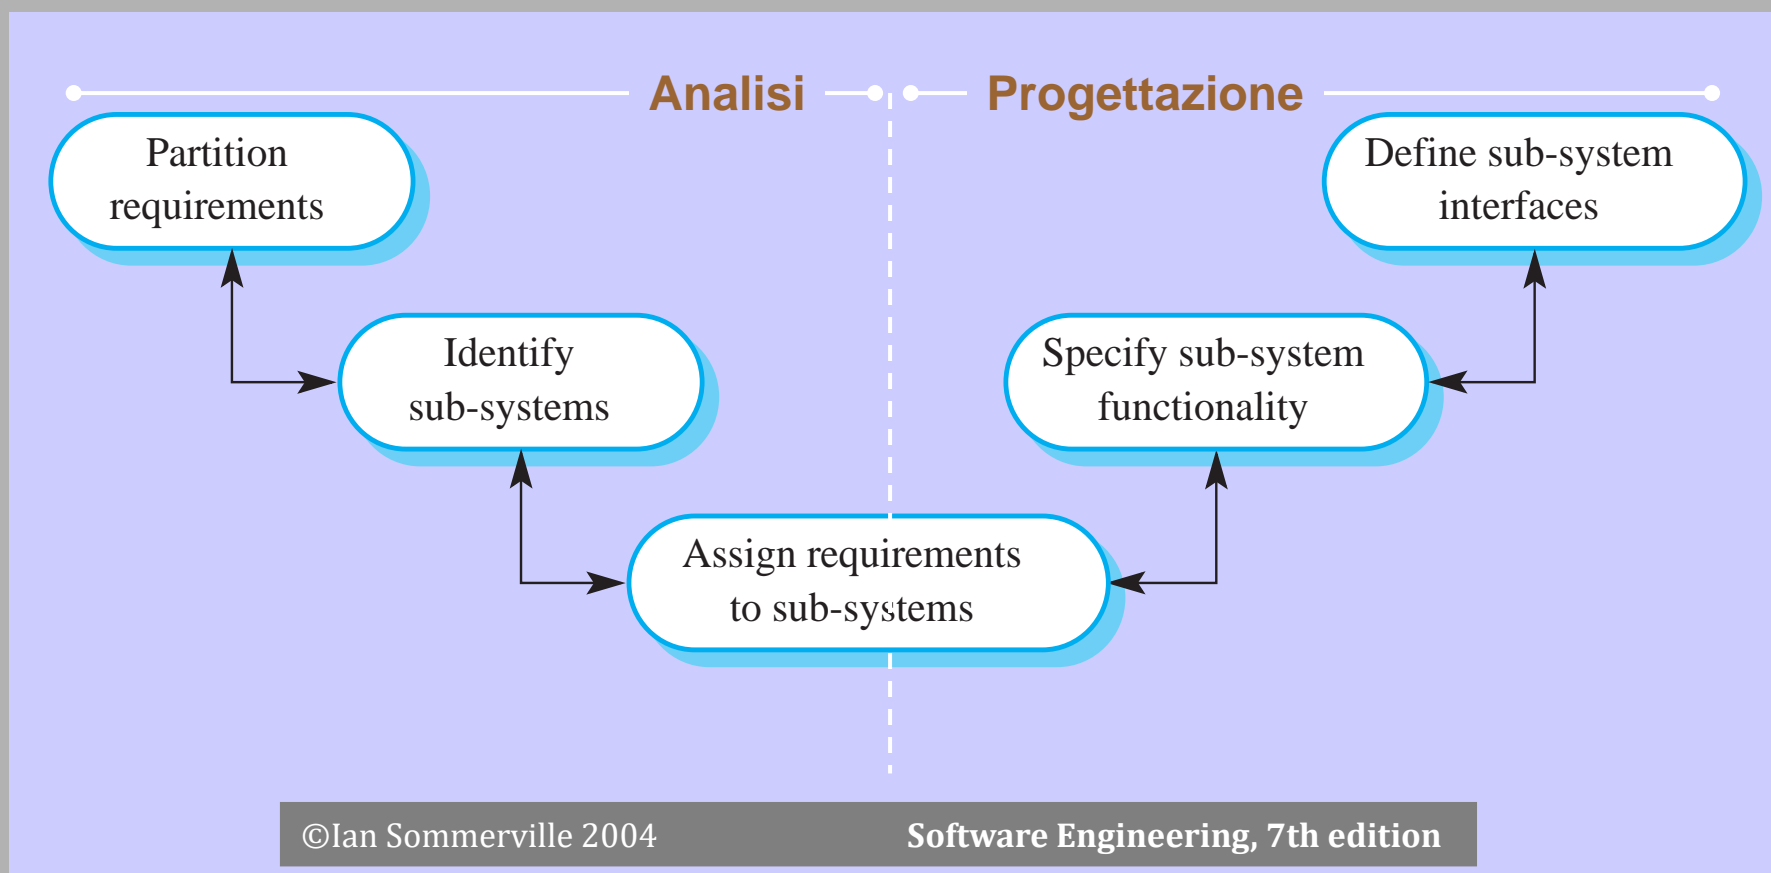 Analisi
Progettazione
Partition
requirements
Define sub-system
interfaces
Identify
sub-systems
Specify sub-system
functionality
Assign requirements
to sub-systems
©Ian Sommerville 2004
Software Engineering, 7th edition